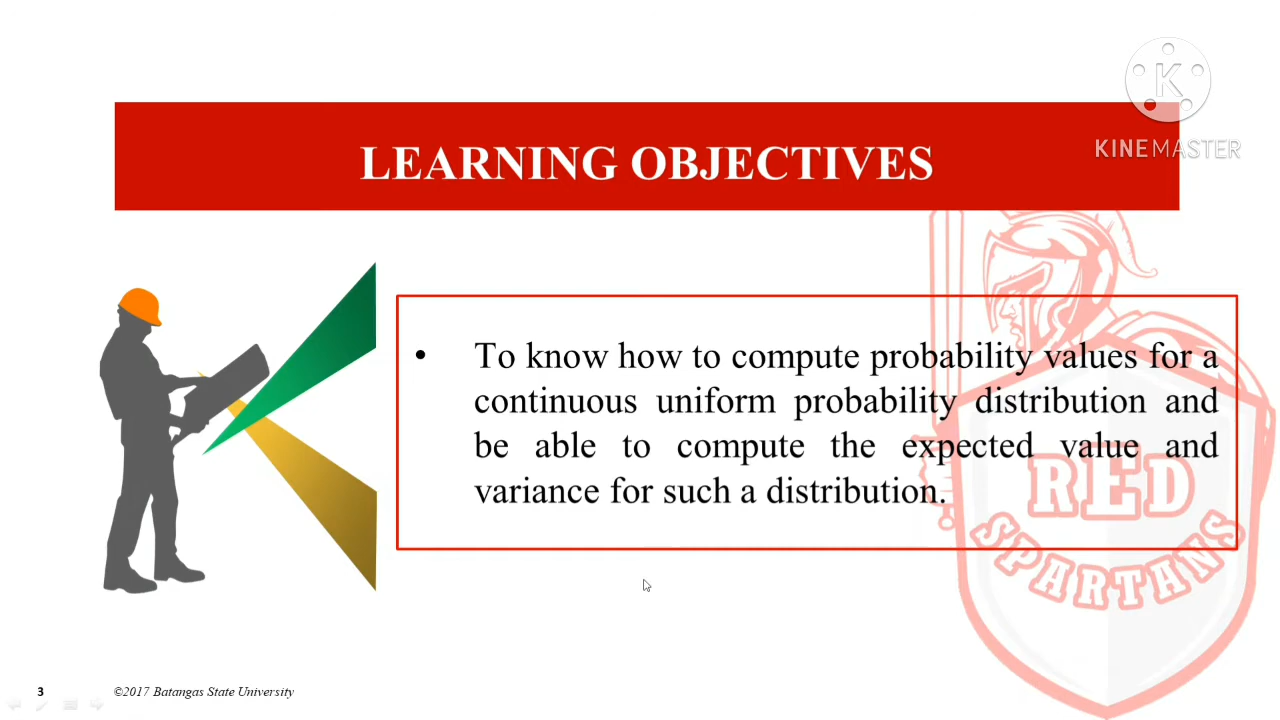 K
KINEMASTER
LEARNING OBJECTIVES
• To know how to compute probability values for a
continuous uniform probability distribution and
be able to compute the expected value and
variance for such a distribution.
RED
SPARTANS
3
©2017 Batangas State University